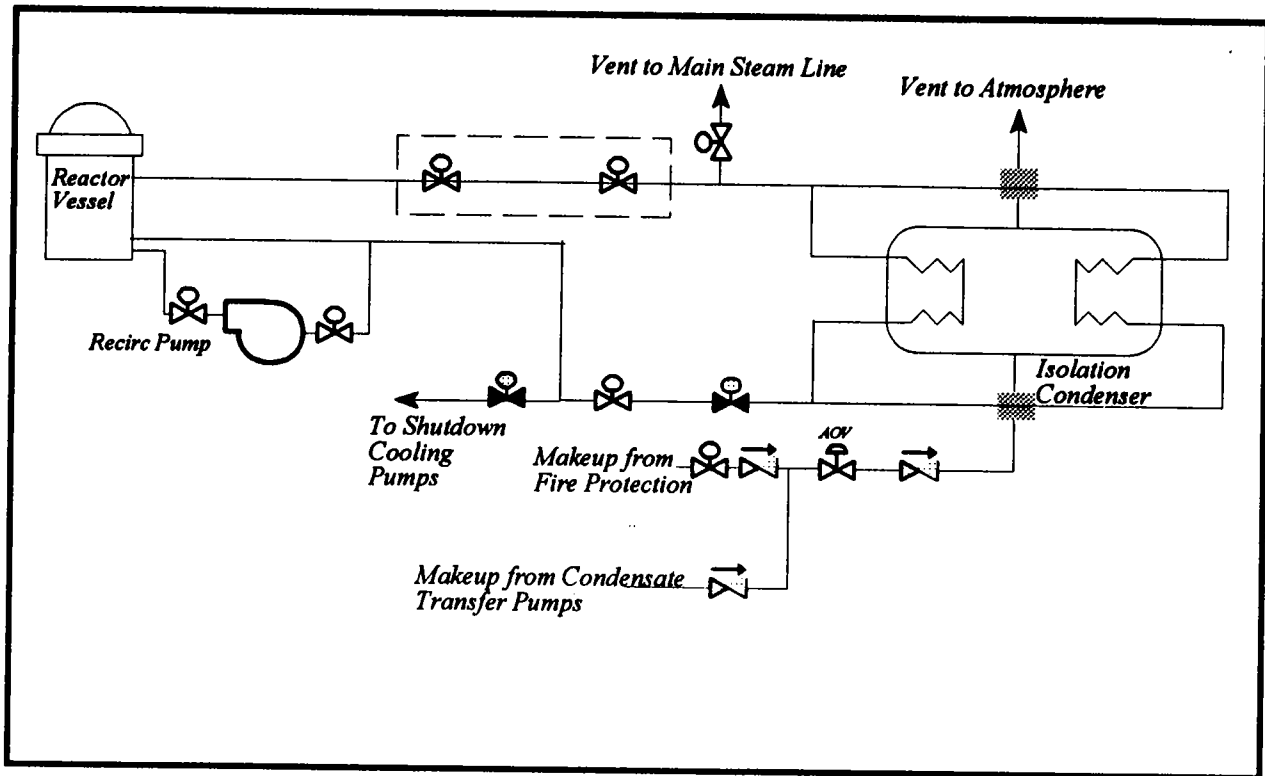 Vent to Main Steam Line
Vent to Atmosphere
Reactor
Vessel
Recirc Pump
Isolation
Condenser
To Shutdown
Cooling
Pumps
AOV
Makeup from
Fire Protection
Makeup from Condensate
Transfer Pumps